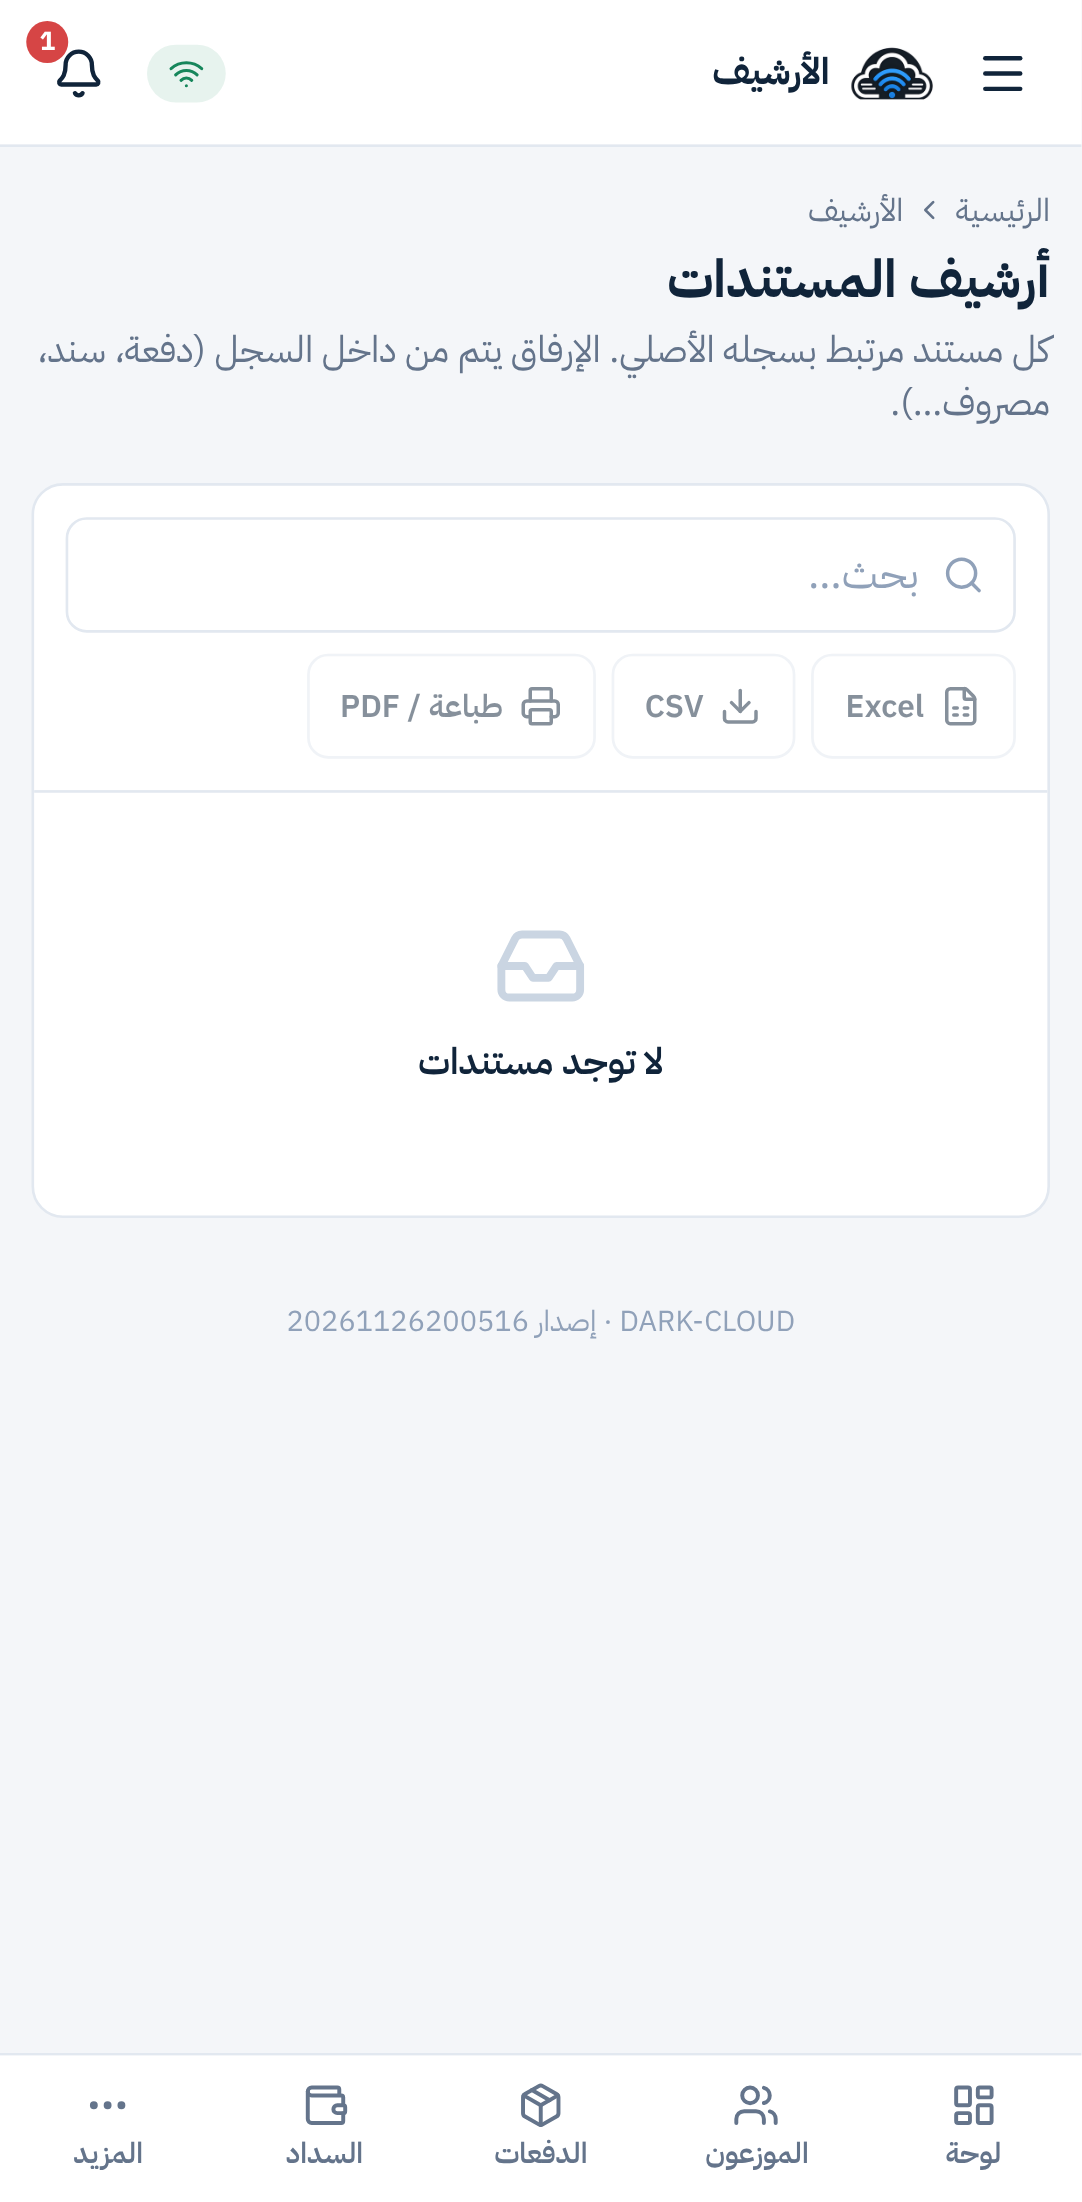 الأرشيف
1
الرئيسية > الأرشيف
أرشيف المستندات
كل مستند مرتبط بسجله الأصلي. الإرفاق يتم من داخل السجل (دفعة، سند،
مصروف...).
بحث...
Excel
CSV
طباعة / PDF
لا توجد مستندات
DARK-CLOUD · إصدار 20261126200516
لوحة
الموزعون
الدفعات
السداد
المزيد